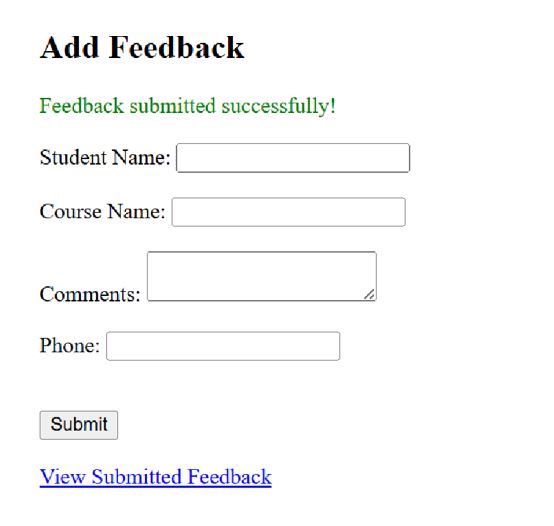 Add Feedback
Feedback submitted successfully!
Student Name:
Course Name:
Comments:
Phone:
Submit
View Submitted Feedback